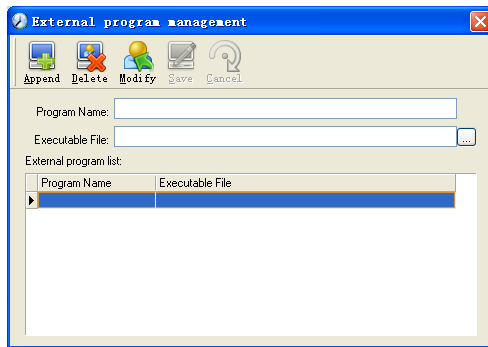 External program management
Append Delete Modify Save Cancel
Program Name:
Executable File: ...
External program list:
Program Name Executable File